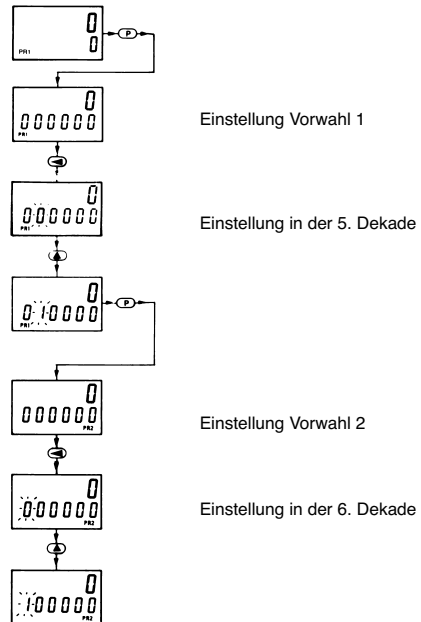 0
0
PR1
P
0
000000
PR1
Einstellung Vorwahl 1
0
000000
PR1
Einstellung in der 5. Dekade
0
010000
PR1
P
0
000000
PR2
Einstellung Vorwahl 2
0
000000
PR2
Einstellung in der 6. Dekade
0
100000
PR2